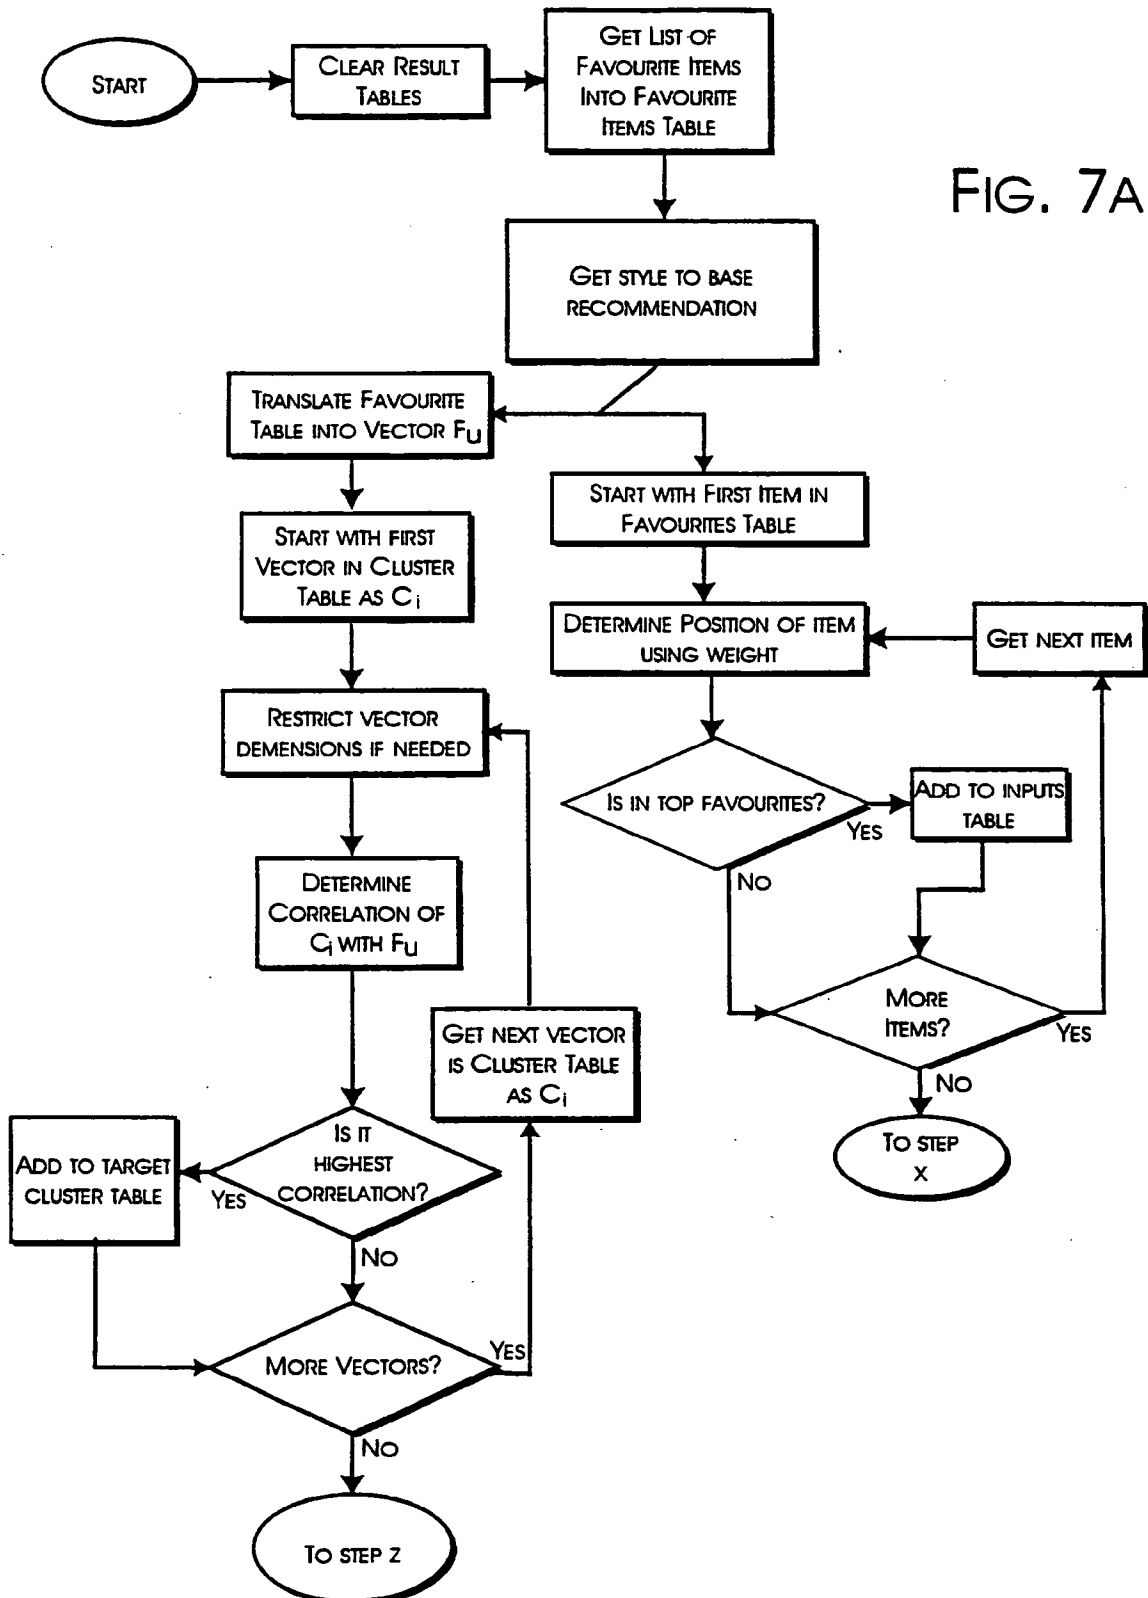 START
CLEAR RESULT
TABLES
GET LIST OF
FAVOURITE ITEMS
INTO FAVOURITE
ITEMS TABLE
FIG. 7A
GET STYLE TO BASE
RECOMMENDATION
TRANSLATE FAVOURITE
TABLE INTO VECTOR FU
START WITH FIRST
VECTOR IN CLUSTER
TABLE AS Ci
RESTRICT VECTOR
DEMENSIONS IF NEEDED
DETERMINE
CORRELATION OF
Ci WITH FU
GET NEXT VECTOR
IS CLUSTER TABLE
AS Ci
IS IT
HIGHEST
CORRELATION?
YES
NO
ADD TO TARGET
CLUSTER TABLE
MORE VECTORS?
YES
NO
TO STEP Z
START WITH FIRST ITEM IN
FAVOURITES TABLE
DETERMINE POSITION OF ITEM
USING WEIGHT
GET NEXT ITEM
IS IN TOP FAVOURITES?
YES
NO
ADD TO INPUTS
TABLE
MORE
ITEMS?
YES
NO
TO STEP
X